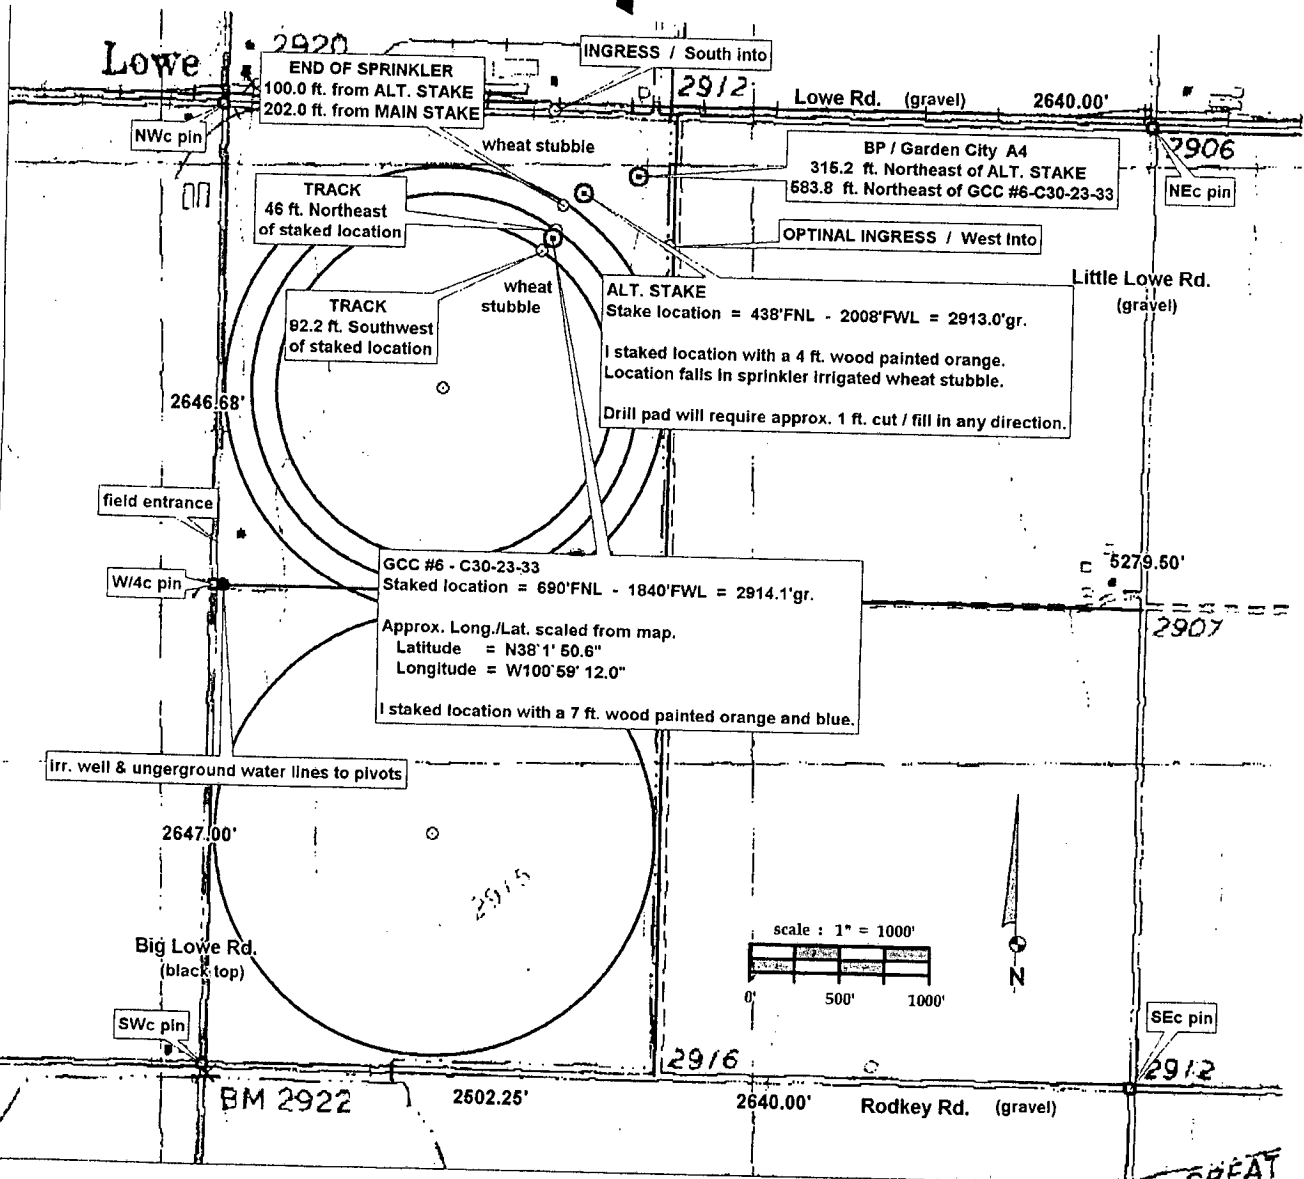 Lowe
2920
INGRESS / South into
END OF SPRINKLER
100.0 ft. from ALT. STAKE
202.0 ft. from MAIN STAKE
2912
Lowe Rd. (gravel)
2640.00'
NWc pin
wheat stubble
BP / Garden City A4
315.2 ft. Northeast of ALT. STAKE
583.8 ft. Northeast of GCC #6-C30-23-33
2906
NEc pin
TRACK
46 ft. Northeast
of staked location
OPTINAL INGRESS / West Into
TRACK
92.2 ft. Southwest
of staked location
wheat
stubble
ALT. STAKE
Stake location = 438'FNL - 2008'FWL = 2913.0'gr.
I staked location with a 4 ft. wood painted orange.
Location falls in sprinkler irrigated wheat stubble.
Drill pad will require approx. 1 ft. cut / fill in any direction.
Little Lowe Rd.
(gravel)
2646.68'
field entrance
W/4c pin
GCC #6 - C30-23-33
Staked location = 690'FNL - 1840'FWL = 2914.1'gr.
Approx. Long./Lat. scaled from map.
Latitude = N38°1' 50.6"
Longitude = W100°59' 12.0"
I staked location with a 7 ft. wood painted orange and blue.
5279.50'
2907
irr. well & ungerground water lines to pivots
2647.00'
2915
Big Lowe Rd.
(black top)
scale : 1" = 1000'
0' 500' 1000'
N
SWc pin
SEc pin
2916
2912
BM 2922
2502.25'
2640.00'
Rodkey Rd. (gravel)
GREAT